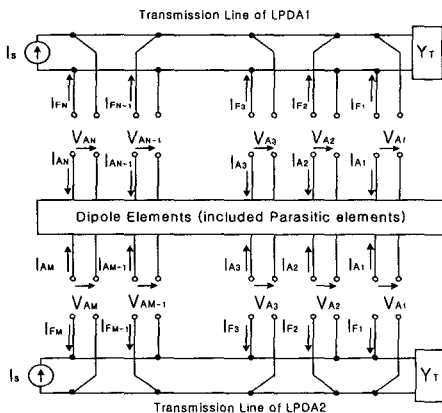 Transmission Line of LPDA1
Is
YT
IFN IFN-1 IF3 IF2 IF1
VAN VAN-1 VA3 VA2 VA1
IAN IAN-1 IA3 IA2 IA1
Dipole Elements (included Parasitic elements)
IAM IAM-1 IA3 IA2 IA1
VAM VAM-1 VA3 VA2 VA1
IFM IFM-1 IF3 IF2 IF1
Is
YT
Transmission Line of LPDA2